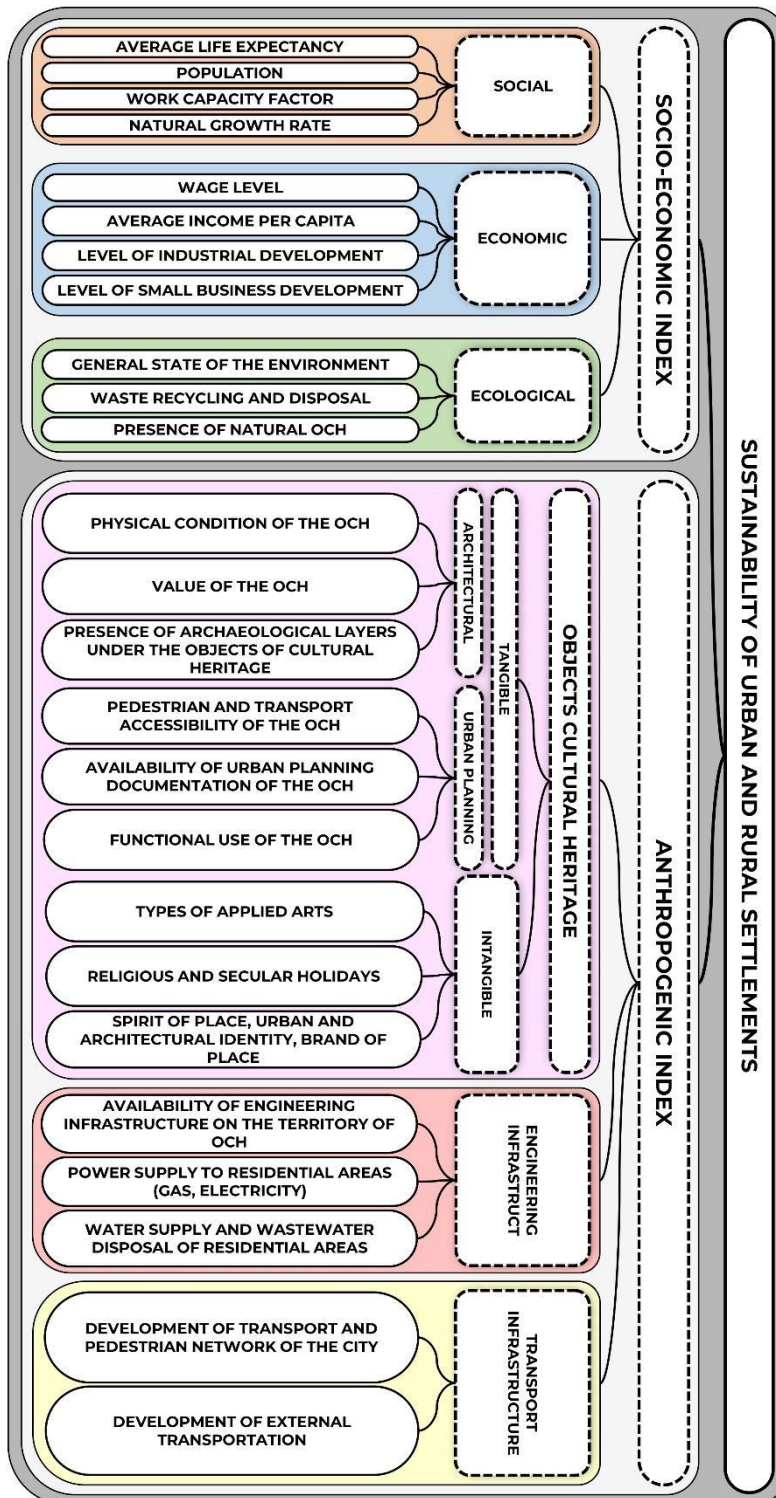 SUSTAINABILITY OF URBAN AND RURAL SETTLEMENTS
SOCIO-ECONOMIC INDEX
SOCIAL
AVERAGE LIFE EXPECTANCY
POPULATION
WORK CAPACITY FACTOR
NATURAL GROWTH RATE
ECONOMIC
WAGE LEVEL
AVERAGE INCOME PER CAPITA
LEVEL OF INDUSTRIAL DEVELOPMENT
LEVEL OF SMALL BUSINESS DEVELOPMENT
ECOLOGICAL
GENERAL STATE OF THE ENVIRONMENT
WASTE RECYCLING AND DISPOSAL
PRESENCE OF NATURAL OCH
ANTHROPOGENIC INDEX
OBJECTS CULTURAL HERITAGE
TANGIBLE
ARCHITECTURAL
PHYSICAL CONDITION OF THE OCH
VALUE OF THE OCH
PRESENCE OF ARCHAEOLOGICAL LAYERS
UNDER THE OBJECTS OF CULTURAL
HERITAGE
URBAN PLANNING
PEDESTRIAN AND TRANSPORT
ACCESSIBILITY OF THE OCH
AVAILABILITY OF URBAN PLANNING
DOCUMENTATION OF THE OCH
FUNCTIONAL USE OF THE OCH
INTANGIBLE
TYPES OF APPLIED ARTS
RELIGIOUS AND SECULAR HOLIDAYS
SPIRIT OF PLACE, URBAN AND
ARCHITECTURAL IDENTITY, BRAND OF
PLACE
ENGINEERING
INFRASTRUCT
AVAILABILITY OF ENGINEERING
INFRASTRUCTURE ON THE TERRITORY OF
OCH
POWER SUPPLY TO RESIDENTIAL AREAS
(GAS, ELECTRICITY)
WATER SUPPLY AND WASTEWATER
DISPOSAL OF RESIDENTIAL AREAS
TRANSPORT
INFRASTRUCTURE
DEVELOPMENT OF TRANSPORT AND
PEDESTRIAN NETWORK OF THE CITY
DEVELOPMENT OF EXTERNAL
TRANSPORTATION